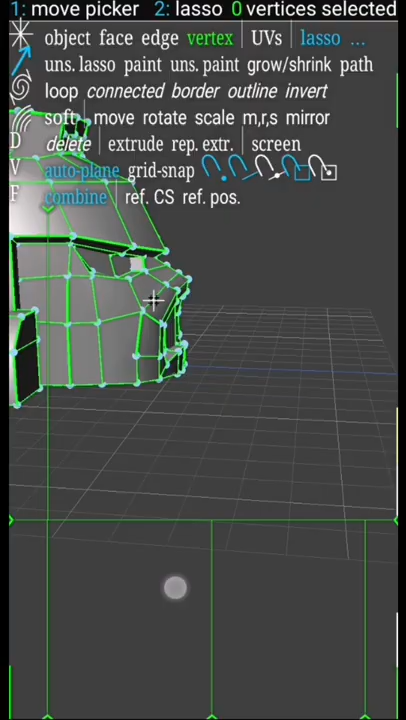 1: move picker 2: lasso 0 vertices selected
object face edge vertex UVs lasso ...
uns. lasso paint uns. paint grow/shrink path
loop connected border outline invert
soft move rotate scale m,r,s mirror
D delete extrude rep. extr. screen
V auto-plane grid-snap
F combine ref. CS ref. pos.